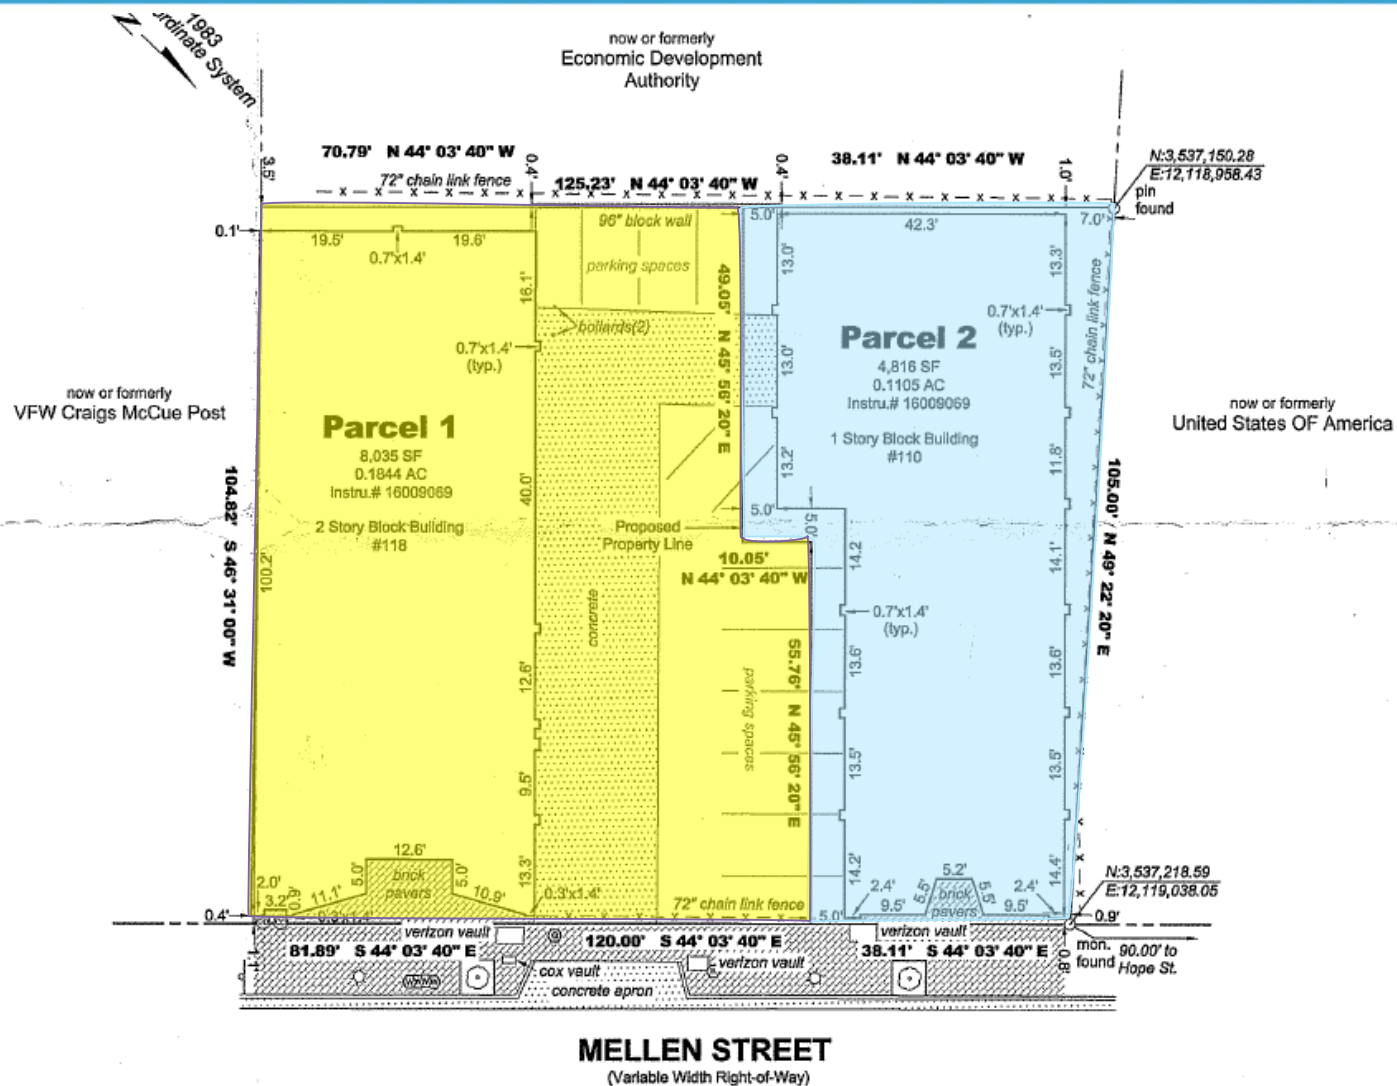 N
1983
ordinate System
now or formerly
Economic Development
Authority
70.79' N 44° 03' 40" W
38.11' N 44° 03' 40" W
N:3,537,150.28
E:12,118,958.43
pin
found
3.5'
72" chain link fence
0.4'
125.23' N 44° 03' 40" W
0.4'
1.0'
0.1'
19.5'
19.6'
0.7'x1.4'
96" block wall
5.0'
42.3'
7.0'
parking spaces
16.1'
13.0'
13.3'
72" chain link fence
bollards(2)
0.7'x1.4'
(typ.)
49.05' N 45° 56' 20" E
0.7'x1.4'
(typ.)
Parcel 2
4,816 SF
0.1105 AC
Instru.# 16009069
1 Story Block Building
#110
13.0'
13.5'
now or formerly
VFW Craigs McCue Post
now or formerly
United States OF America
Parcel 1
8,035 SF
0.1844 AC
Instru.# 16009069
2 Story Block Building
#118
13.2'
11.8'
40.0'
104.82' S 46° 31' 00" W
105.00' N 49° 22' 20" E
100.2'
5.0'
5.0'
Proposed
Property Line
10.05'
N 44° 03' 40" W
14.2
14.1'
concrete
0.7'x1.4'
(typ.)
12.6'
parking spaces
55.76' N 45° 56' 20" E
13.6'
13.6'
9.5'
13.5'
13.5'
12.6'
5.0'
brick
pavers
5.0'
13.3'
14.2'
14.4'
2.0'
3.2'
0.9'
11.1'
10.9'
0.3'x1.4'
72" chain link fence
5.0'
2.4'
9.5'
5.5'
5.2'
brick
pavers
5.5'
2.4'
9.5'
N:3,537,218.59
E:12,119,038.05
0.4'
0.9'
verizon vault
verizon vault
81.89' S 44° 03' 40" E
120.00' S 44° 03' 40" E
38.11' S 44° 03' 40" E
mon.
found
90.00' to
Hope St.
0.8'
cox vault
verizon vault
concrete apron
MELLEN STREET
(Variable Width Right-of-Way)